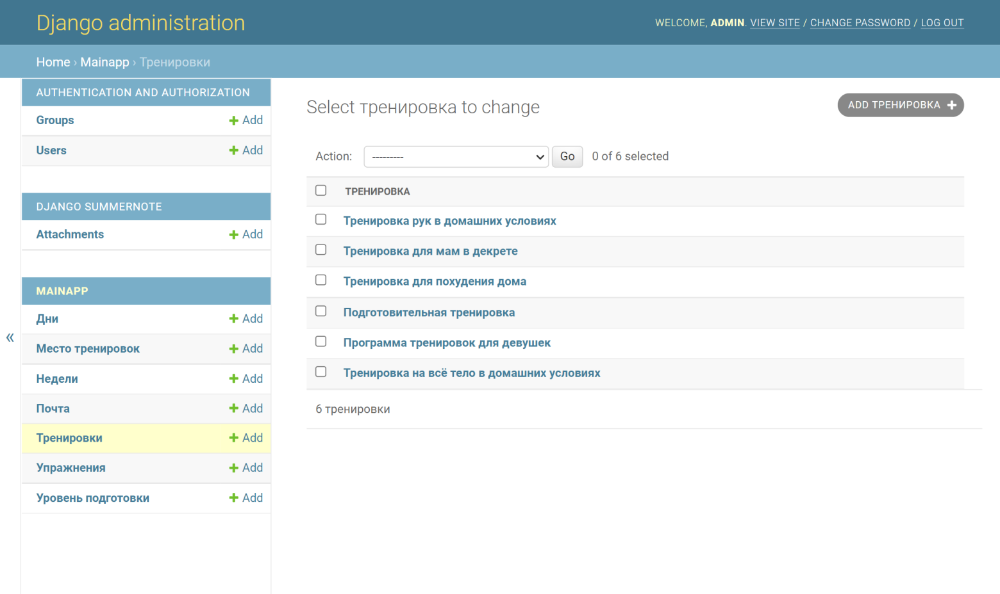 Django administration
WELCOME, ADMIN. VIEW SITE / CHANGE PASSWORD / LOG OUT
Home › Mainapp › Тренировки
AUTHENTICATION AND AUTHORIZATION
Groups Add
Users Add
DJANGO SUMMERNOTE
Attachments Add
MAINAPP
Дни Add
Место тренировок Add
Недели Add
Почта Add
Тренировки Add
Упражнения Add
Уровень подготовки Add
«
Select тренировка to change
ADD ТРЕНИРОВКА
Action: --------- Go 0 of 6 selected
ТРЕНИРОВКА
Тренировка рук в домашних условиях
Тренировка для мам в декрете
Тренировка для похудения дома
Подготовительная тренировка
Программа тренировок для девушек
Тренировка на всё тело в домашних условиях
6 тренировки